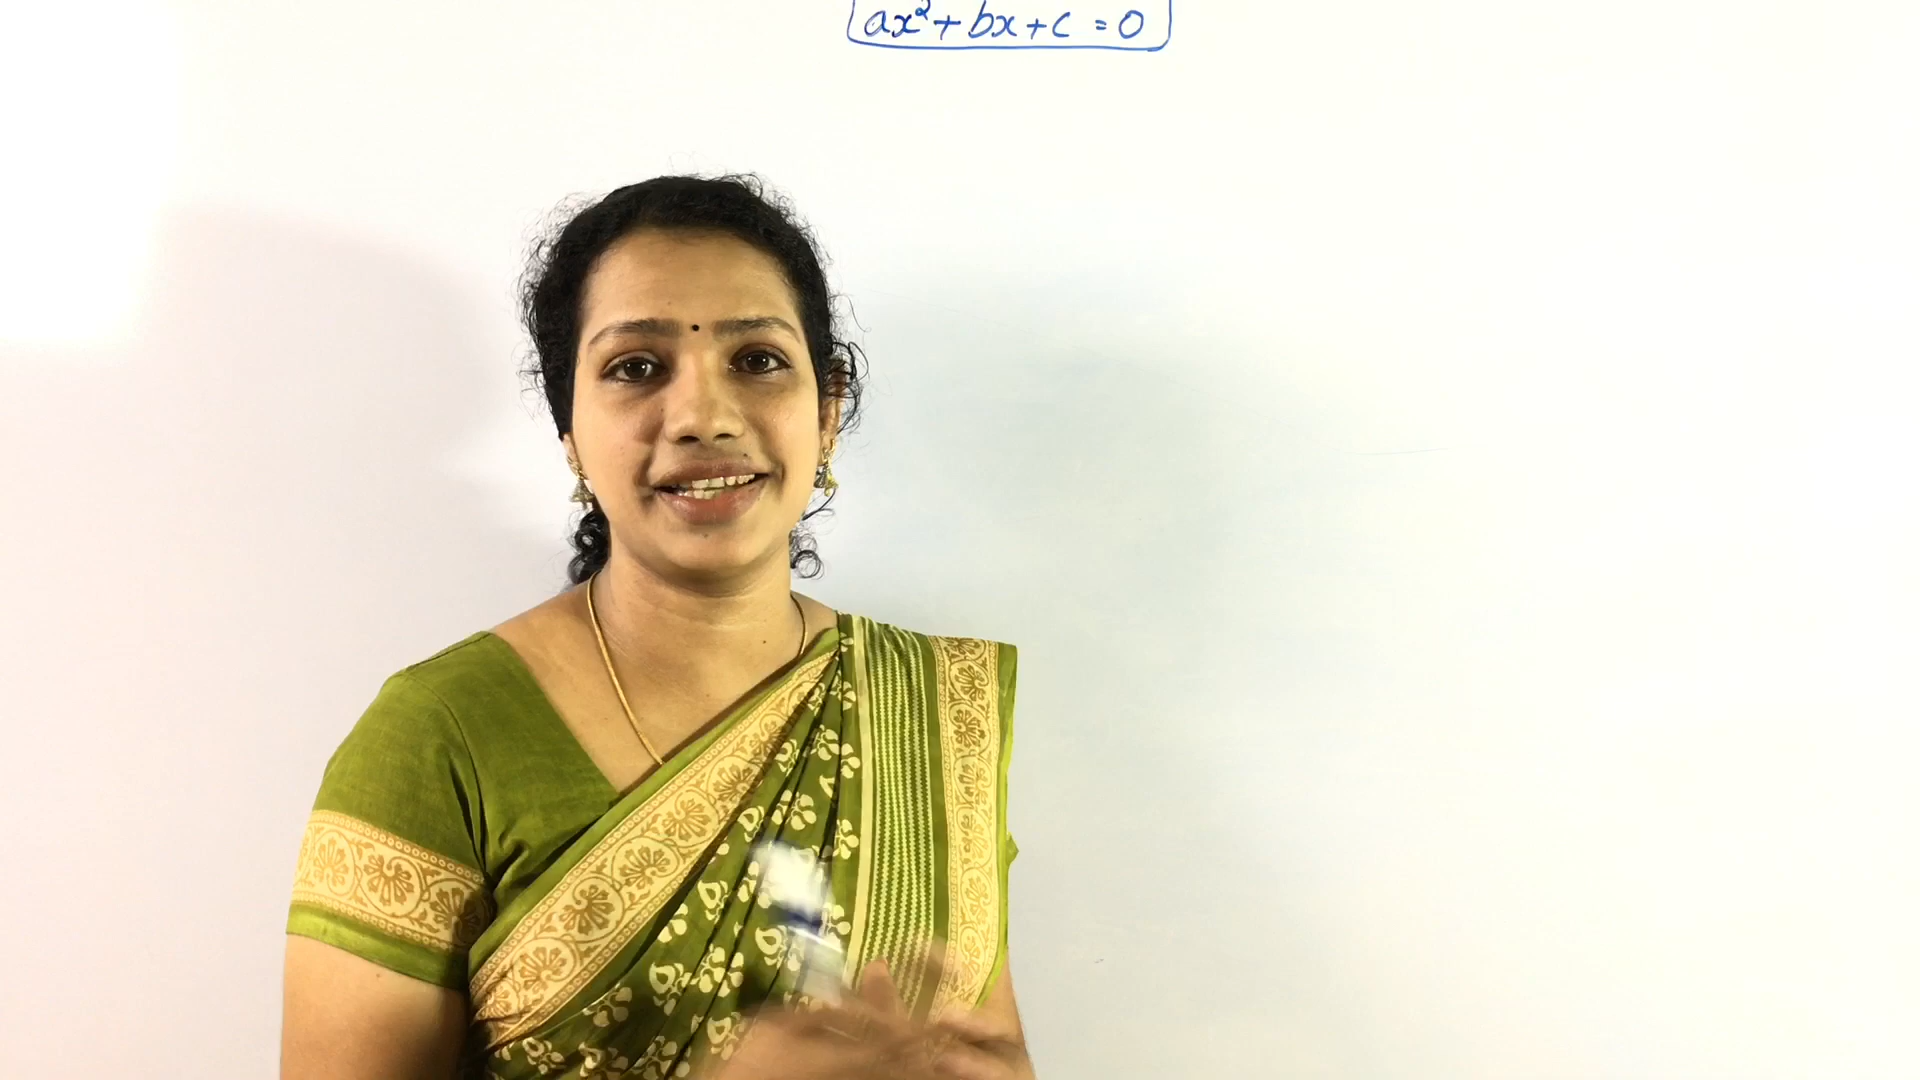 ax²+bx+c = 0